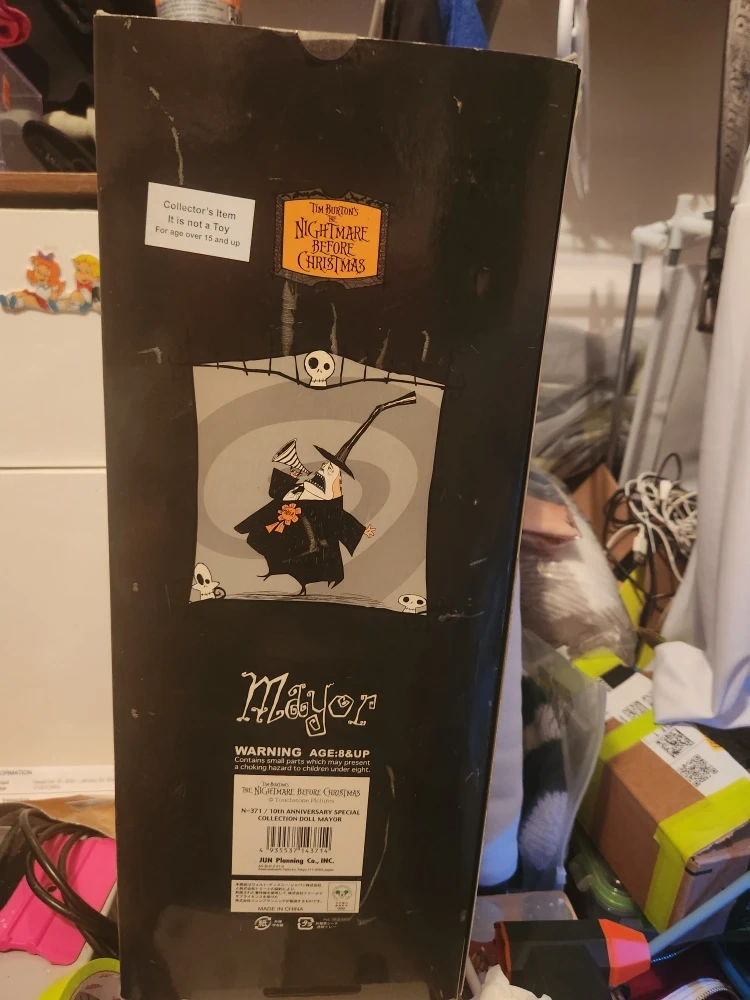 Collector's Item
It is not a Toy
For age over 15 and up
TIM BURTON'S
THE
NIGHTMARE
BEFORE
CHRISTMAS
Mayor
WARNING AGE:8&UP
Contains small parts which may present
a choking hazard to children under eight.
TIM BURTON'S
THE NIGHTMARE BEFORE CHRISTMAS
© Touchstone Pictures
N-371 / 10th ANNIVERSARY SPECIAL
COLLECTION DOLL MAYOR
4 935537 143714
JUN Planning Co., INC.
MADE IN CHINA